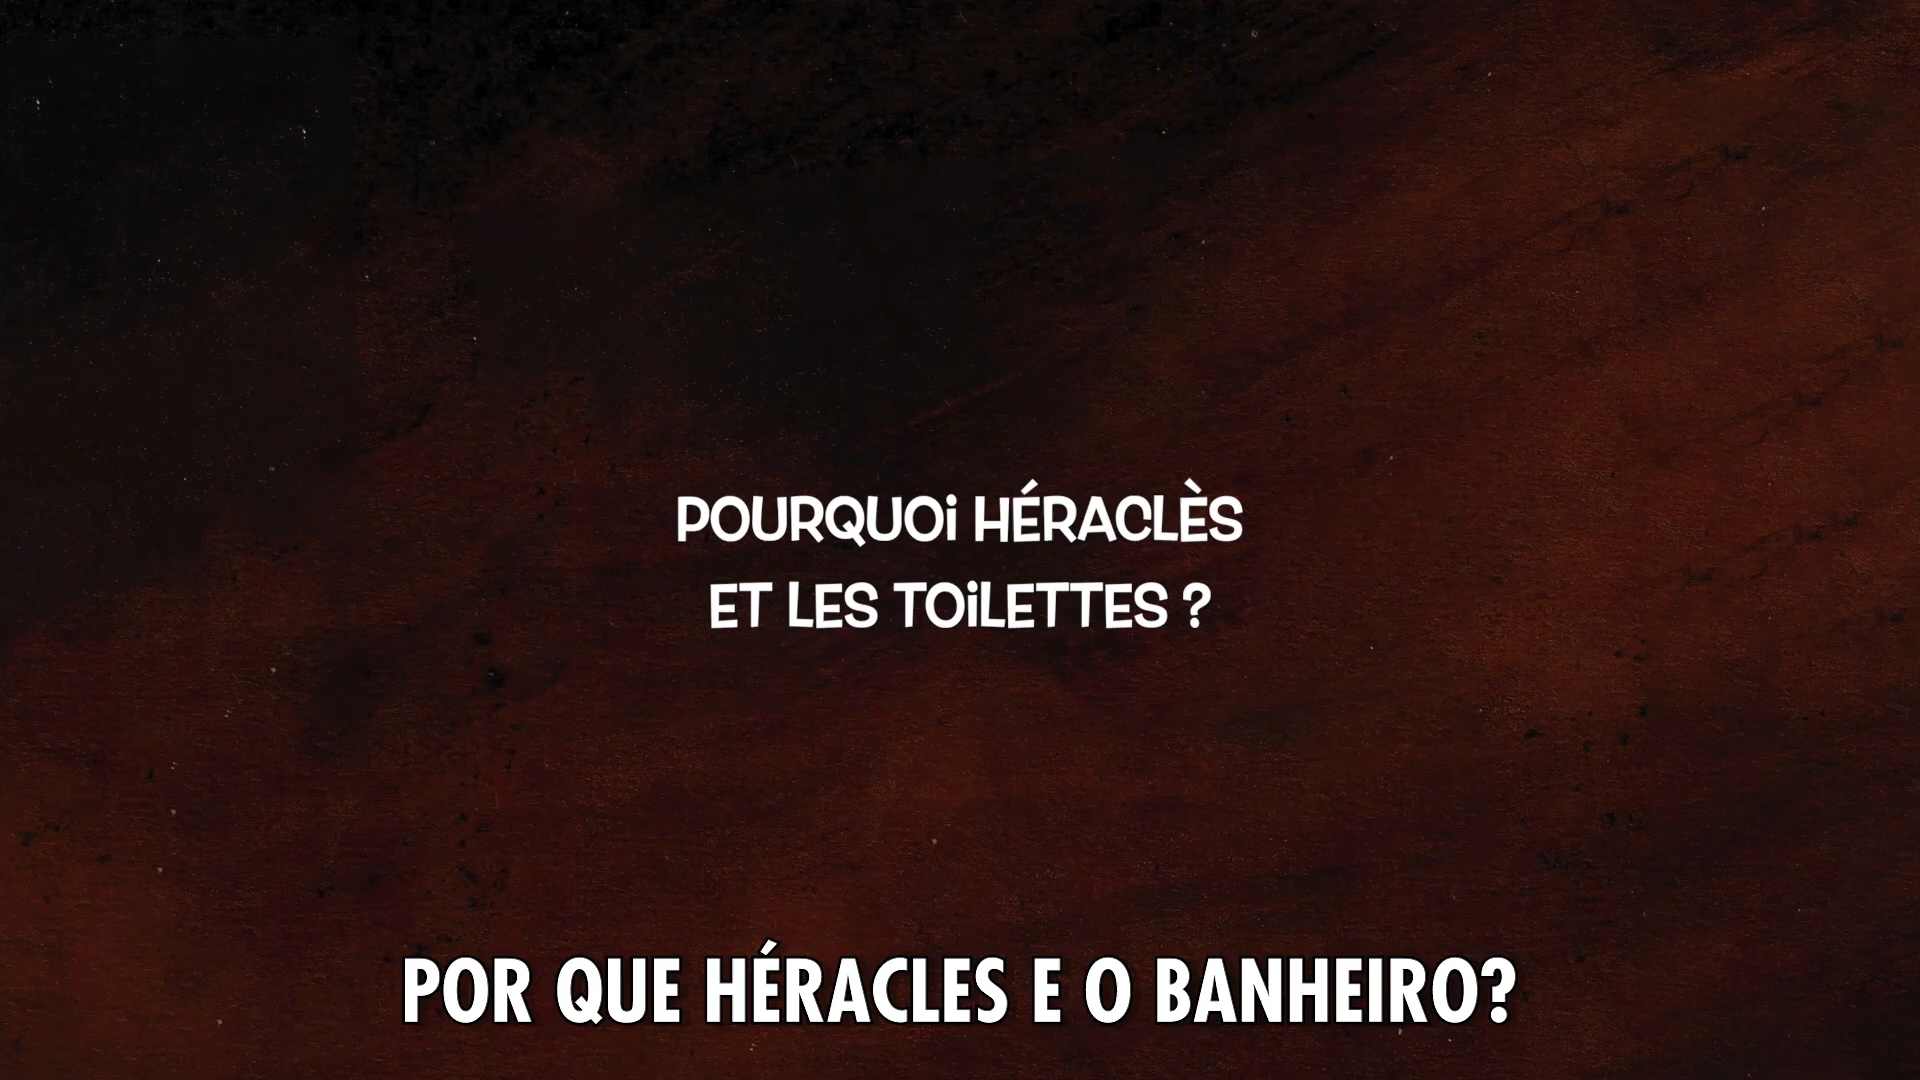 POURQUOi HÉRACLÈS
ET LES TOiLETTES ?
POR QUE HÉRACLES E O BANHEIRO?